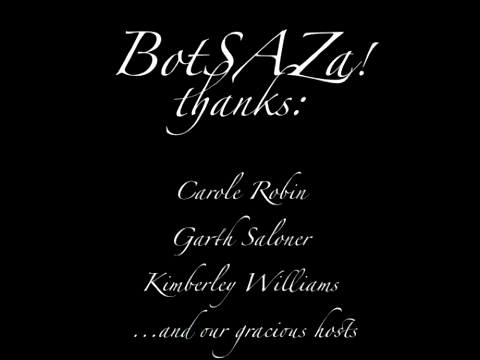 BotSAZa!
thanks:
Carole Robin
Garth Saloner
Kimberley Williams
...and our gracious hosts